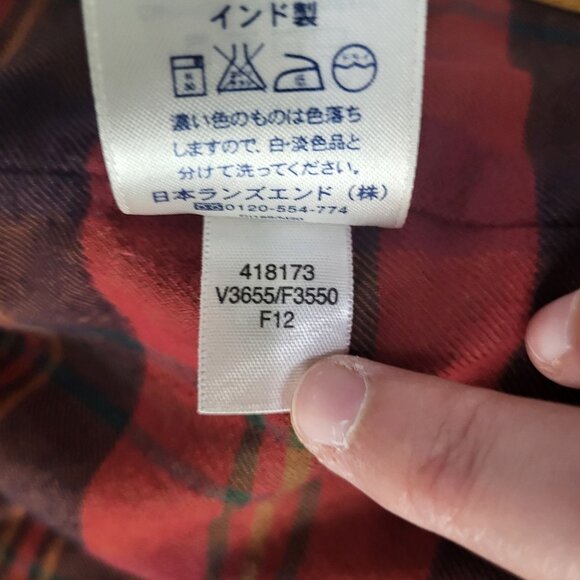 インド製
濃い色のものは色落ち
しますので、白・淡色品と
分けて洗ってください。
日本ランズエンド (株)
0120-554-774
418173
V3655/F3550
F12